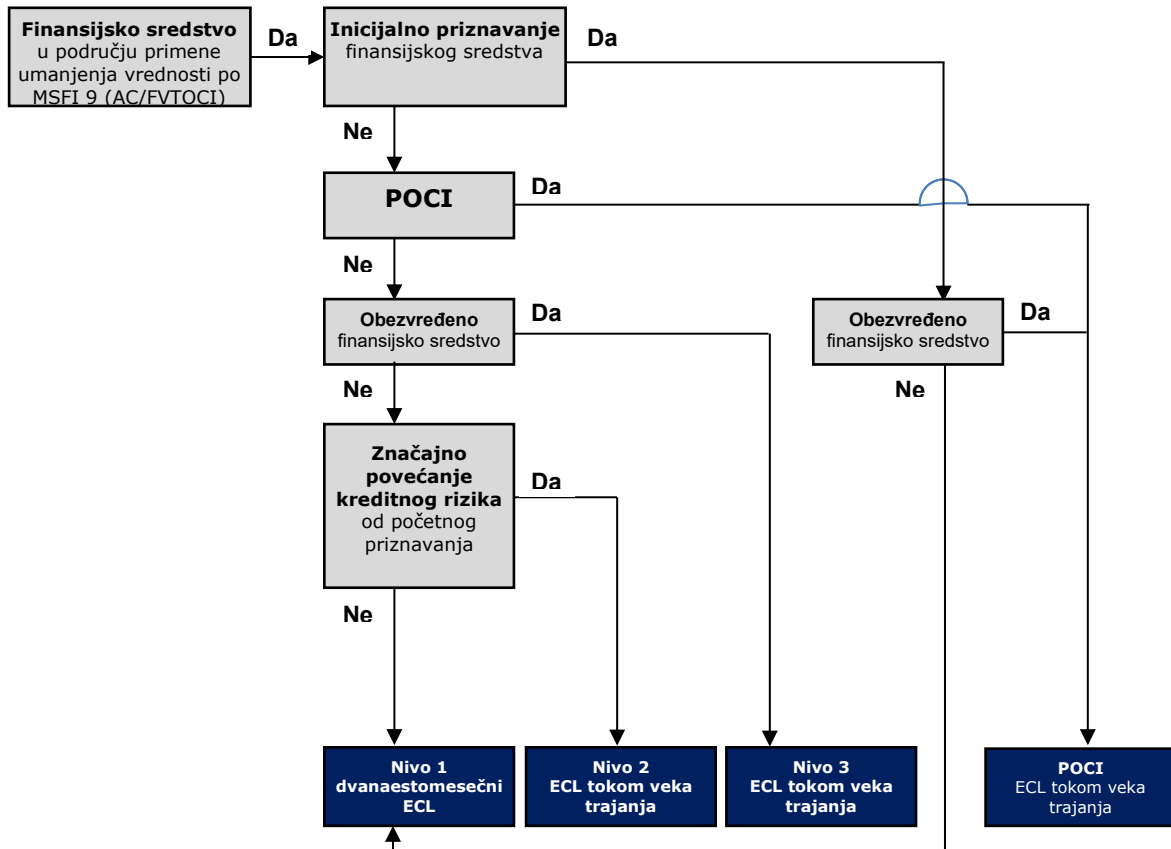 Finansijsko sredstvo
u području primene
umanjenja vrednosti po
MSFI 9 (AC/FVTOCI)
Da
Inicijalno priznavanje
finansijskog sredstva
Da
Ne
POCI
Da
Ne
Obezvređeno
finansijsko sredstvo
Da
Obezvređeno
finansijsko sredstvo
Da
Ne
Ne
Značajno
povećanje
kreditnog rizika
od početnog
priznavanja
Da
Ne
Nivo 1
dvanaestomesečni
ECL
Nivo 2
ECL tokom veka
trajanja
Nivo 3
ECL tokom veka
trajanja
POCI
ECL tokom veka
trajanja